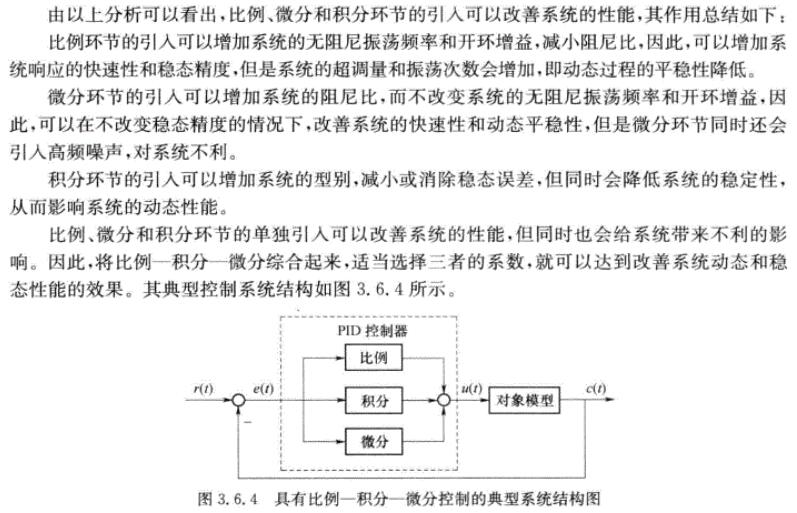 由以上分析可以看出,比例、微分和积分环节的引入可以改善系统的性能,其作用总结如下:
比例环节的引入可以增加系统的无阻尼振荡频率和开环增益,减小阻尼比,因此,可以增加系
统响应的快速性和稳态精度,但是系统的超调量和振荡次数会增加,即动态过程的平稳性降低。
微分环节的引入可以增加系统的阻尼比,而不改变系统的无阻尼振荡频率和开环增益,因
此,可以在不改变稳态精度的情况下,改善系统的快速性和动态平稳性,但是微分环节同时还会
引入高频噪声,对系统不利。
积分环节的引入可以增加系统的型别,减小或消除稳态误差,但同时会降低系统的稳定性,
从而影响系统的动态性能。
比例、微分和积分环节的单独引入可以改善系统的性能,但同时也会给系统带来不利的影
响。因此,将比例—积分—微分综合起来,适当选择三者的系数,就可以达到改善系统动态和稳
态性能的效果。其典型控制系统结构如图 3.6.4 所示。
PID 控制器
比例
r(t) e(t) 积分 u(t) 对象模型 c(t)
−
微分
图 3.6.4 具有比例—积分—微分控制的典型系统结构图